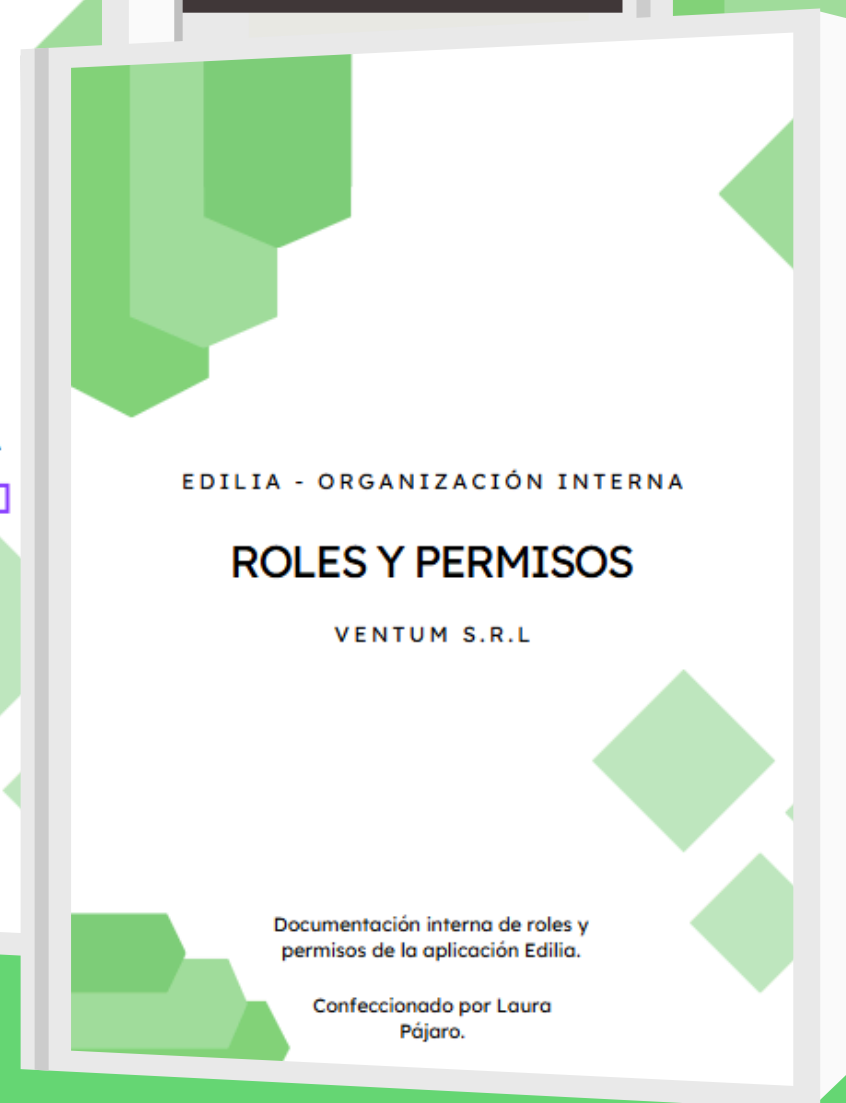 EDILIA - ORGANIZACIÓN INTERNA
ROLES Y PERMISOS
VENTUM S.R.L
Documentación interna de roles y
permisos de la aplicación Edilia.
Confeccionado por Laura
Pájaro.